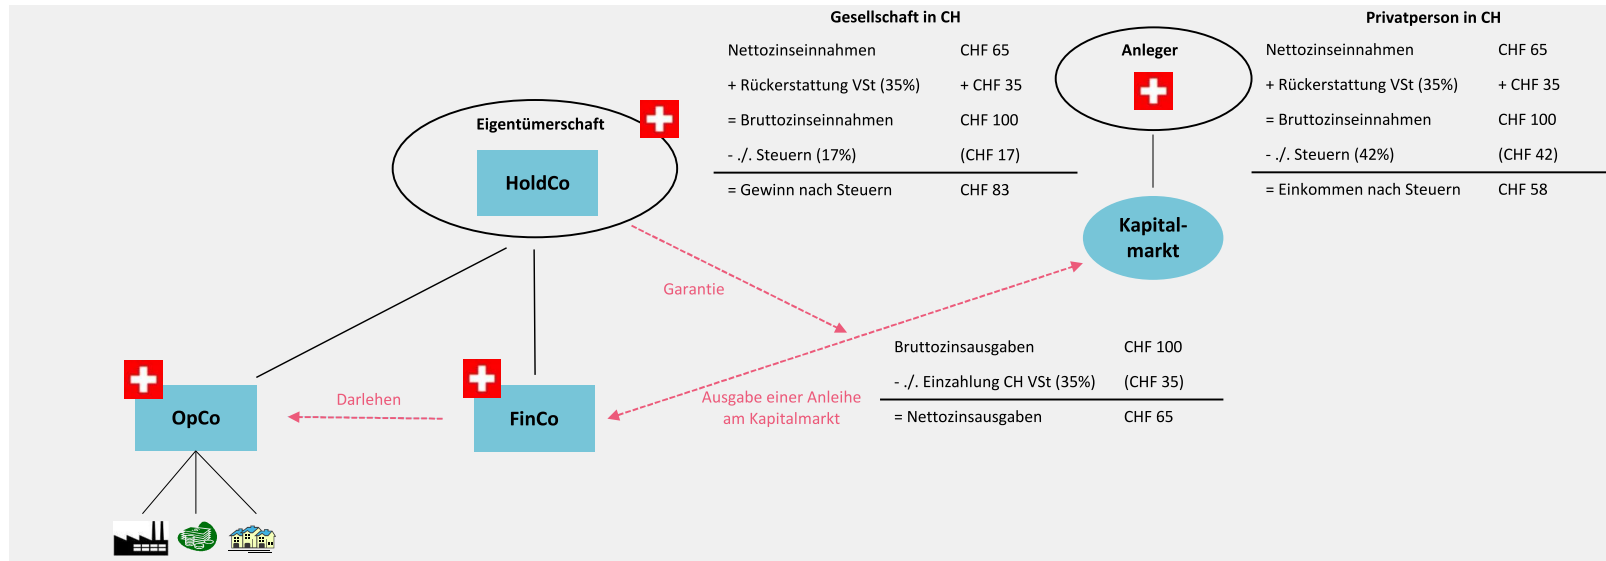 Gesellschaft in CH
Nettozinseinnahmen CHF 65
+ Rückerstattung VSt (35%) + CHF 35
= Bruttozinseinnahmen CHF 100
- ./. Steuern (17%) (CHF 17)
= Gewinn nach Steuern CHF 83
Anleger
Privatperson in CH
Nettozinseinnahmen CHF 65
+ Rückerstattung VSt (35%) + CHF 35
= Bruttozinseinnahmen CHF 100
- ./. Steuern (42%) (CHF 42)
= Einkommen nach Steuern CHF 58
Eigentümerschaft
HoldCo
Kapital-
markt
Garantie
Bruttozinsausgaben CHF 100
- ./. Einzahlung CH VSt (35%) (CHF 35)
= Nettozinsausgaben CHF 65
Ausgabe einer Anleihe
am Kapitalmarkt
Darlehen
OpCo
FinCo